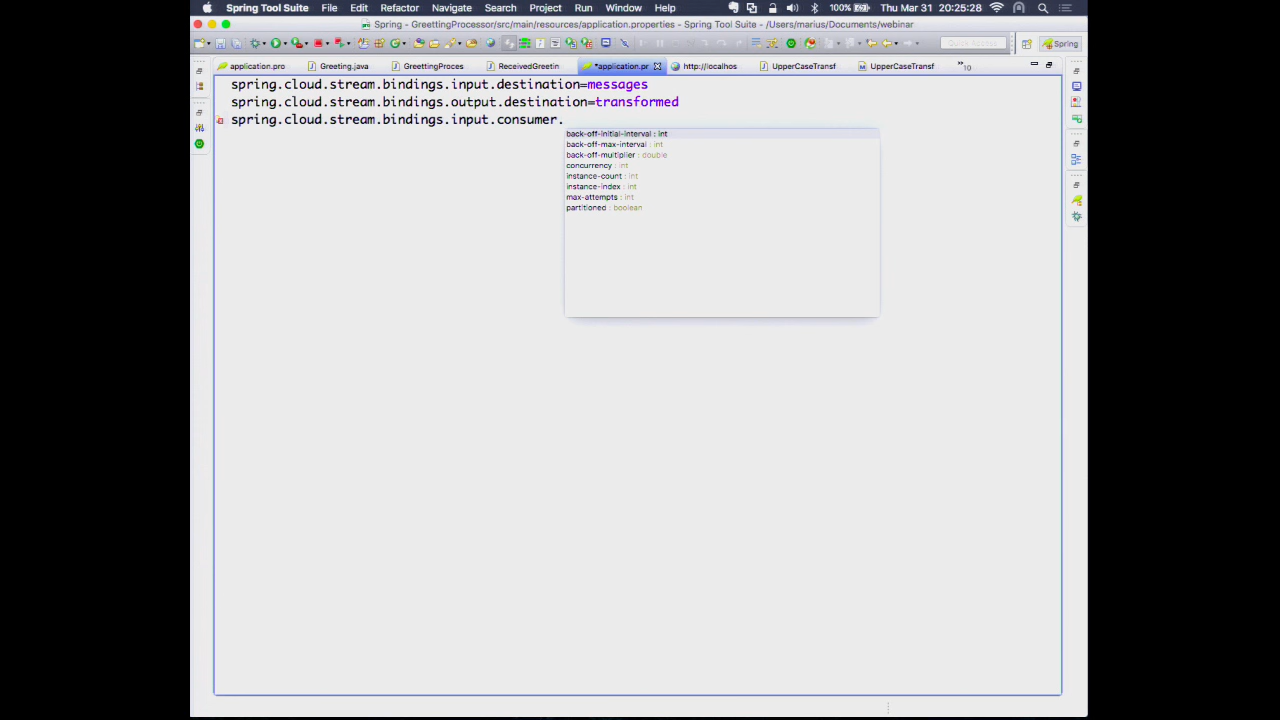 Spring Tool Suite File Edit Refactor Navigate Search Project Run Window Help 100% Thu Mar 31 20:25:28
Spring - GreetingProcessor/src/main/resources/application.properties - Spring Tool Suite - /Users/marius/Documents/webinar
Quick Access Spring
application.pro Greeting.java GreetingProces ReceivedGreetin *application.pr http://localhos UpperCaseTransf UpperCaseTransf »10
spring.cloud.stream.bindings.input.destination=messages
spring.cloud.stream.bindings.output.destination=transformed
spring.cloud.stream.bindings.input.consumer.
back-off-initial-interval : int
back-off-max-interval : int
back-off-multiplier : double
concurrency : int
instance-count : int
instance-index : int
max-attempts : int
partitioned : boolean